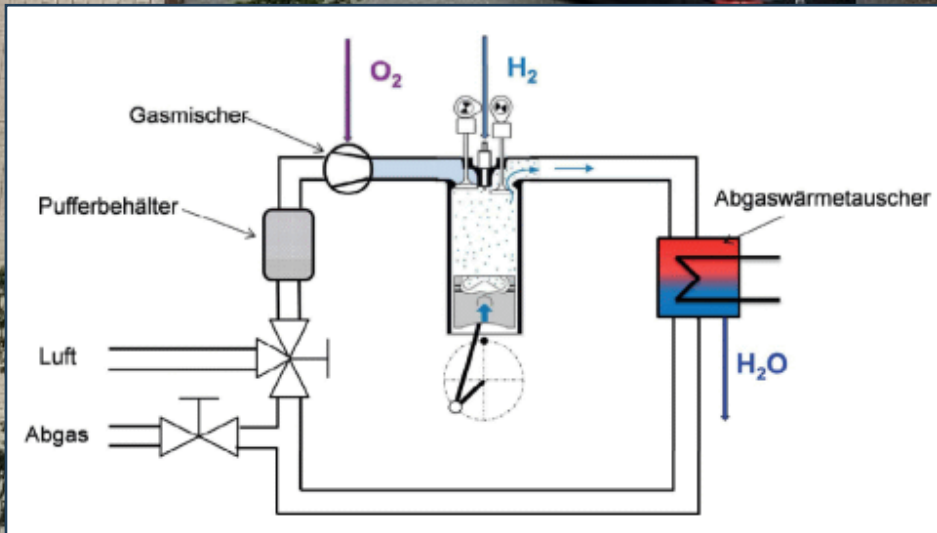 O₂
H₂
Gasmischer
Pufferbehälter
Abgaswärmetauscher
Luft
H₂O
Abgas